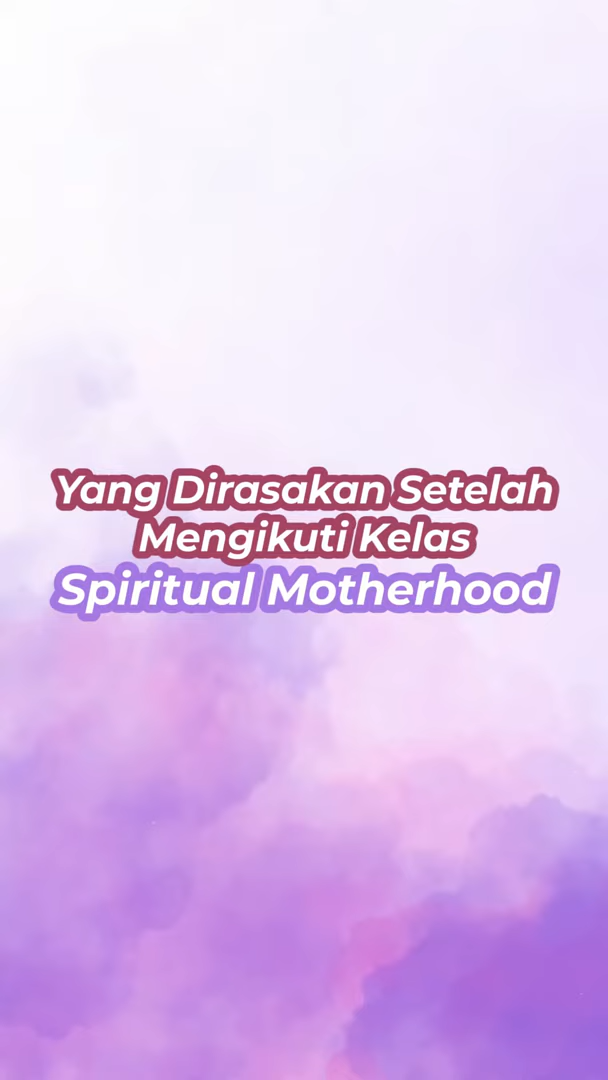 Yang Dirasakan Setelah
Mengikuti Kelas
Spiritual Motherhood